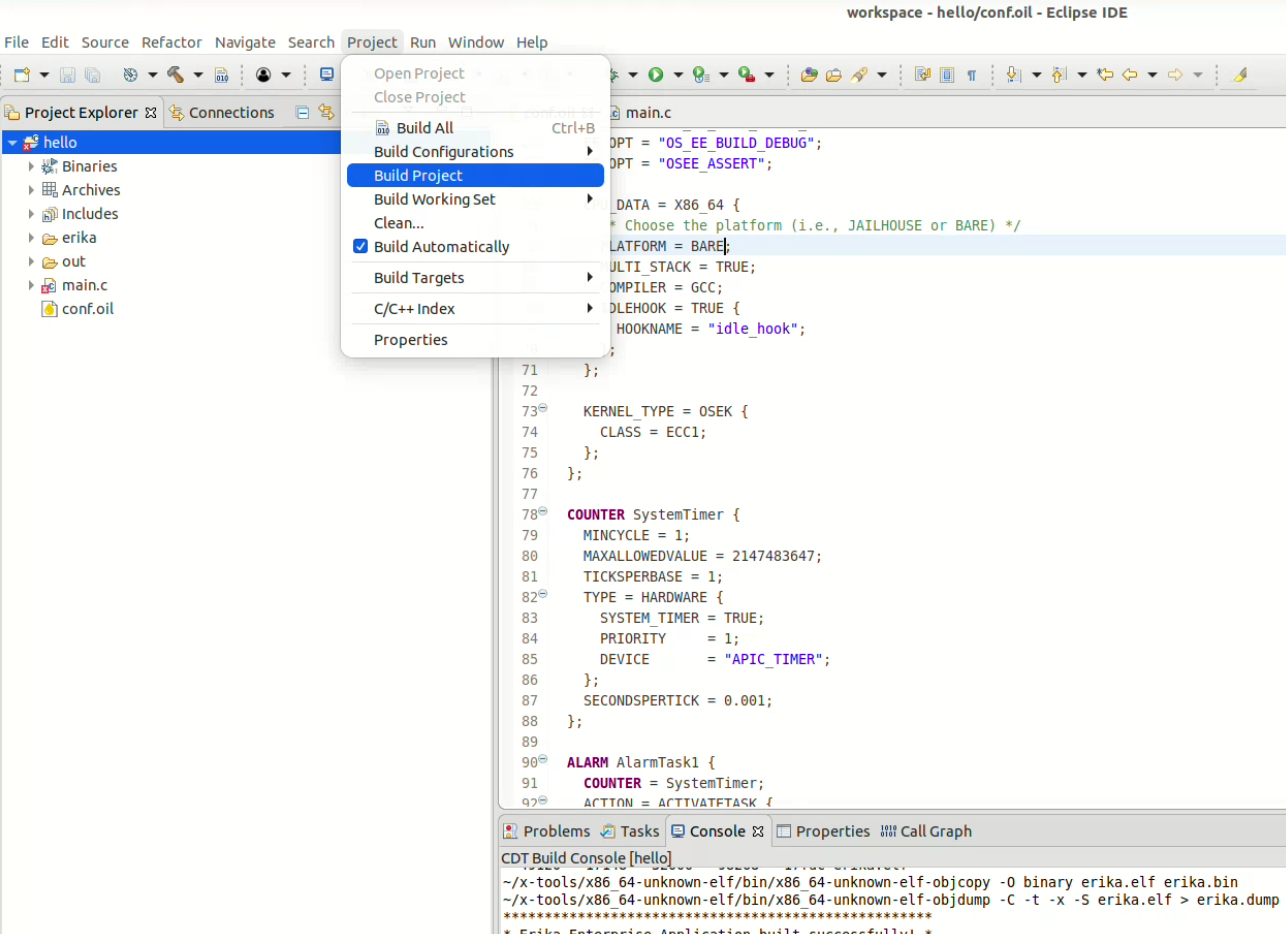 workspace - hello/conf.oil - Eclipse IDE
File Edit Source Refactor Navigate Search Project Run Window Help
Project Explorer Connections
main.c
hello
Binaries
Archives
Includes
erika
out
main.c
conf.oil
Open Project
Close Project
Build All Ctrl+B
Build Configurations
Build Project
Build Working Set
Clean...
Build Automatically
Build Targets
C/C++ Index
Properties
OPT = "OS_EE_BUILD_DEBUG";
OPT = "OSEE_ASSERT";
_DATA = X86_64 {
* Choose the platform (i.e., JAILHOUSE or BARE) */
LATFORM = BARE;
ULTI_STACK = TRUE;
OMPILER = GCC;
DLEHOOK = TRUE {
HOOKNAME = "idle_hook";
;
71 };
72
73 KERNEL_TYPE = OSEK {
74 CLASS = ECC1;
75 };
76 };
77
78 COUNTER SystemTimer {
79 MINCYCLE = 1;
80 MAXALLOWEDVALUE = 2147483647;
81 TICKSPERBASE = 1;
82 TYPE = HARDWARE {
83 SYSTEM_TIMER = TRUE;
84 PRIORITY = 1;
85 DEVICE = "APIC_TIMER";
86 };
87 SECONDSPERTICK = 0.001;
88 };
89
90 ALARM AlarmTask1 {
91 COUNTER = SystemTimer;
92 ACTION = ACTIVATETASK {
Problems Tasks Console Properties Call Graph
CDT Build Console [hello]
~/x-tools/x86_64-unknown-elf/bin/x86_64-unknown-elf-objcopy -O binary erika.elf erika.bin
~/x-tools/x86_64-unknown-elf/bin/x86_64-unknown-elf-objdump -C -t -x -S erika.elf > erika.dump
****************************************************
* Erika Enterprise Application built successfully! *